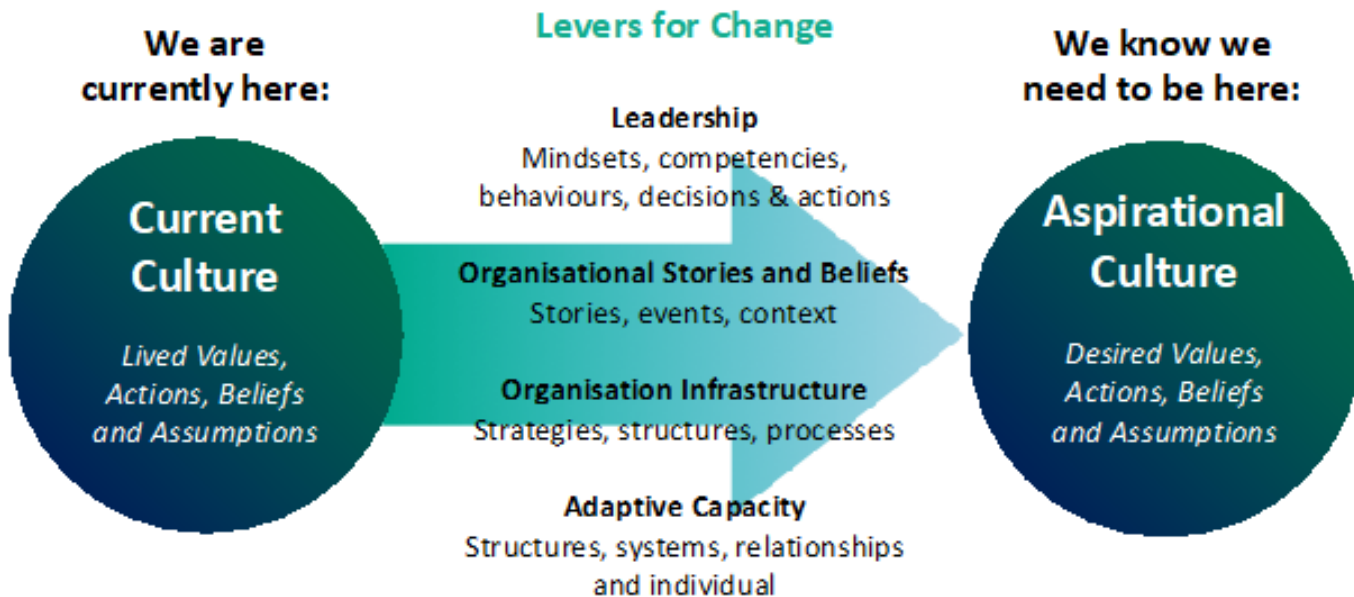 We are
currently here:
Current
Culture
Lived Values,
Actions, Beliefs
and Assumptions
Levers for Change
Leadership
Mindsets, competencies,
behaviours, decisions & actions
Organisational Stories and Beliefs
Stories, events, context
Organisation Infrastructure
Strategies, structures, processes
Adaptive Capacity
Structures, systems, relationships
and individual
We know we
need to be here:
Aspirational
Culture
Desired Values,
Actions, Beliefs
and Assumptions